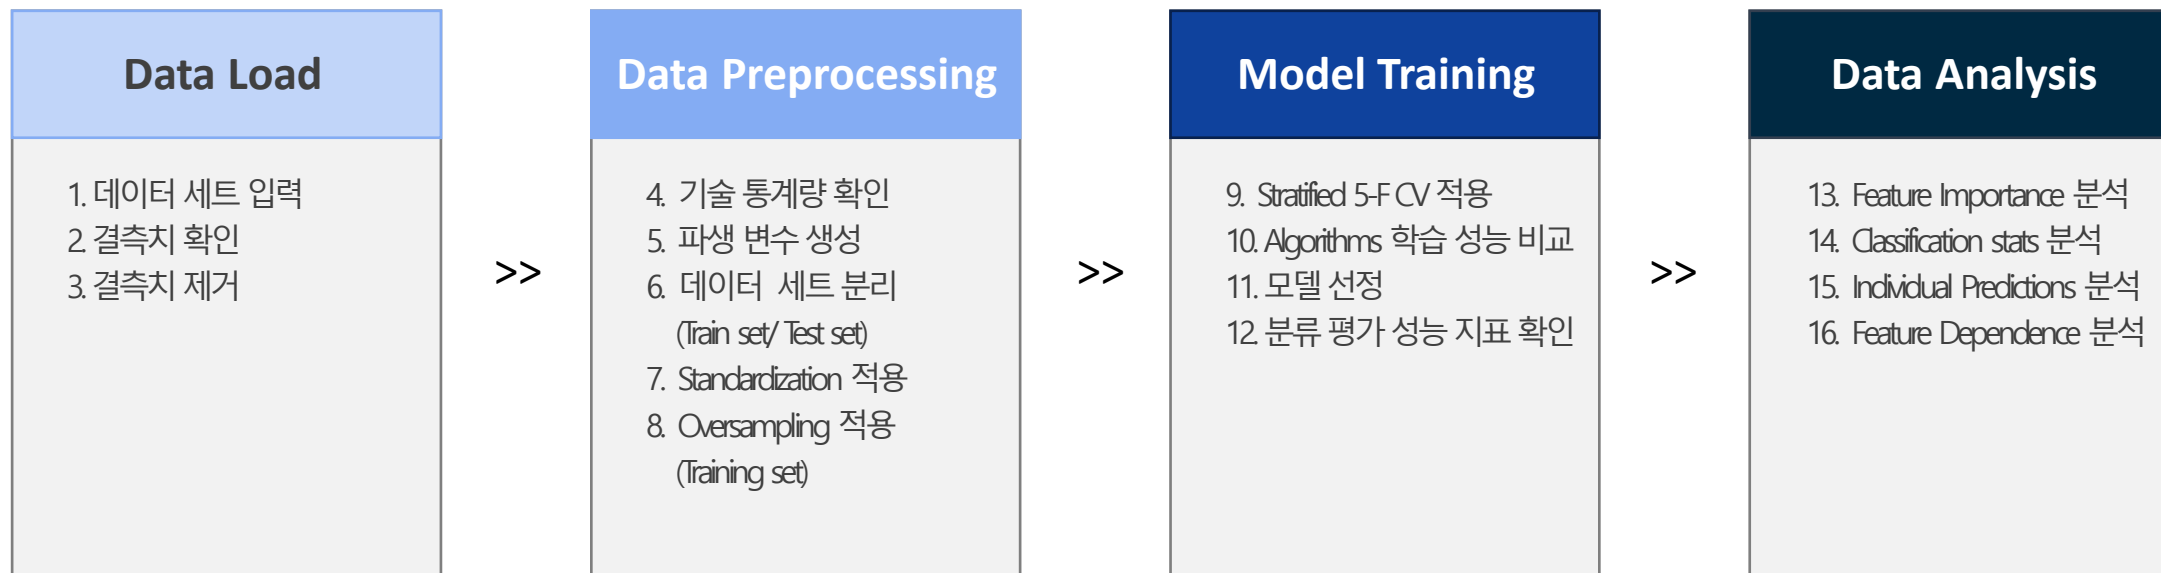 Data Load
1. 데이터 세트 입력
2. 결측치 확인
3. 결측치 제거
>>
Data Preprocessing
4. 기술 통계량 확인
5. 파생 변수 생성
6. 데이터 세트 분리
(Train set/ Test set)
7. Standardization 적용
8. Oversampling 적용
(Training set)
>>
Model Training
9. Stratified 5-F CV 적용
10. Algorithms 학습 성능 비교
11. 모델 선정
12. 분류 평가 성능 지표 확인
>>
Data Analysis
13. Feature Importance 분석
14. Classification stats 분석
15. Individual Predictions 분석
16. Feature Dependence 분석